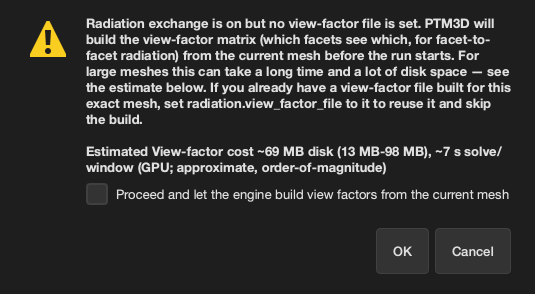 Radiation exchange is on but no view-factor file is set. PTM3D will
build the view-factor matrix (which facets see which, for facet-to-
facet radiation) from the current mesh before the run starts. For
large meshes this can take a long time and a lot of disk space — see
the estimate below. If you already have a view-factor file built for this
exact mesh, set radiation.view_factor_file to it to reuse it and skip
the build.
Estimated View-factor cost ~69 MB disk (13 MB-98 MB), ~7 s solve/
window (GPU; approximate, order-of-magnitude)
Proceed and let the engine build view factors from the current mesh
OK
Cancel